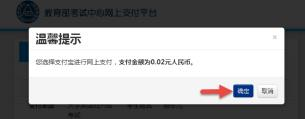 教育部考试中心网上支付平台
温馨提示
×
您选择支付宝进行网上支付，支付金额为0.02元人民币。
确定 取消
考试